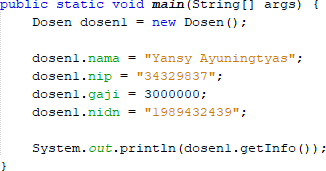 public static void main(String[] args) {
Dosen dosen1 = new Dosen();
dosen1.nama = "Yansy Ayuningtyas";
dosen1.nip = "34329837";
dosen1.gaji = 3000000;
dosen1.nidn = "1989432439";
System.out.println(dosen1.getInfo());
}